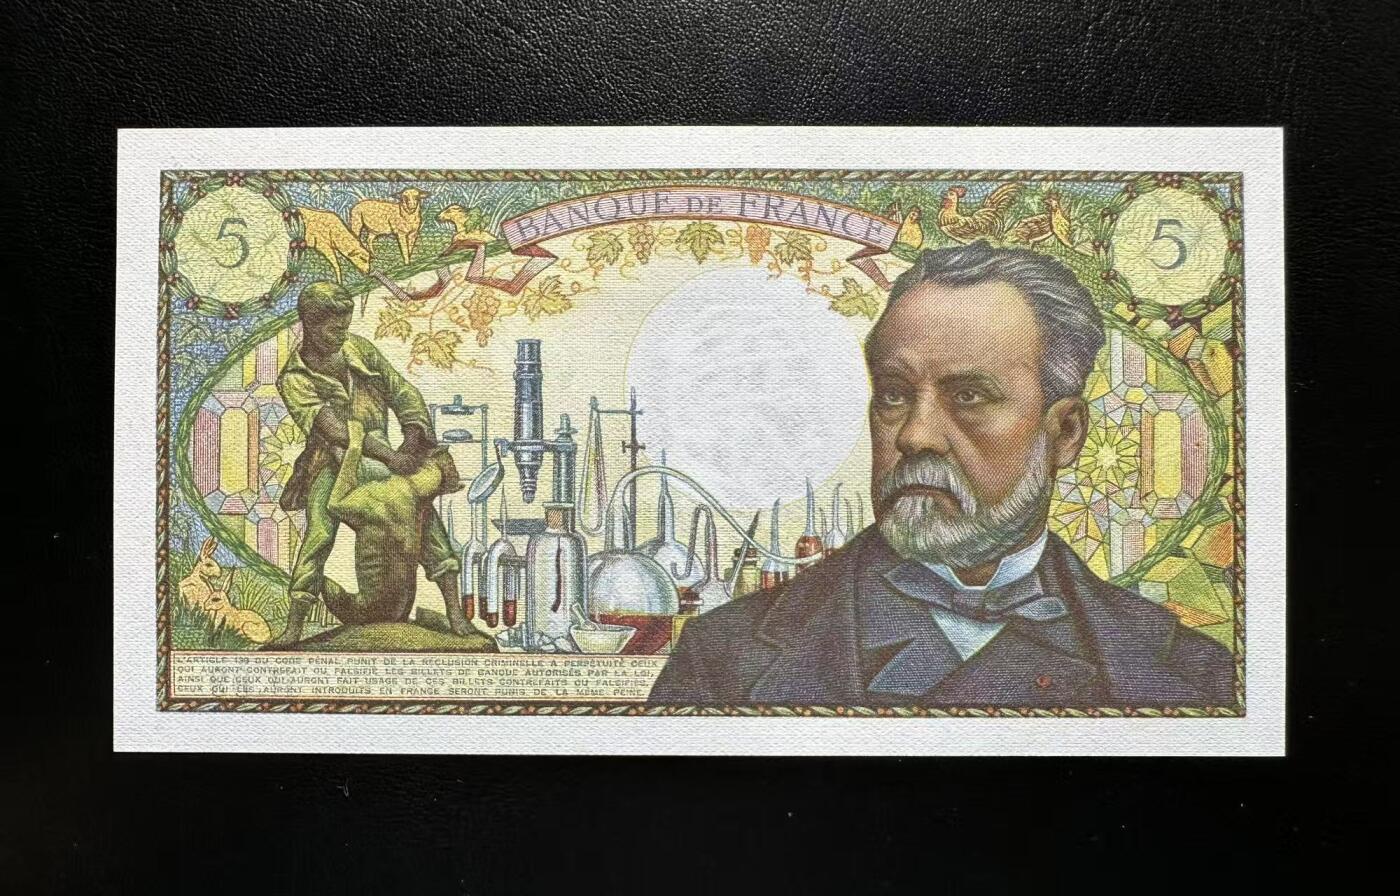 5
BANQUE DE FRANCE
5
L'ARTICLE 139 DU CODE PÉNAL PUNIT DE LA RÉCLUSION CRIMINELLE À PERPÉTUITÉ CEUX
QUI AURONT CONTREFAIT OU FALSIFIÉ LES BILLETS DE BANQUE AUTORISÉS PAR LA LOI,
AINSI QUE CEUX QUI AURONT FAIT USAGE DE CES BILLETS CONTREFAITS OU FALSIFIÉS.
CEUX QUI LES AURONT INTRODUITS EN FRANCE SERONT PUNIS DE LA MÊME PEINE.